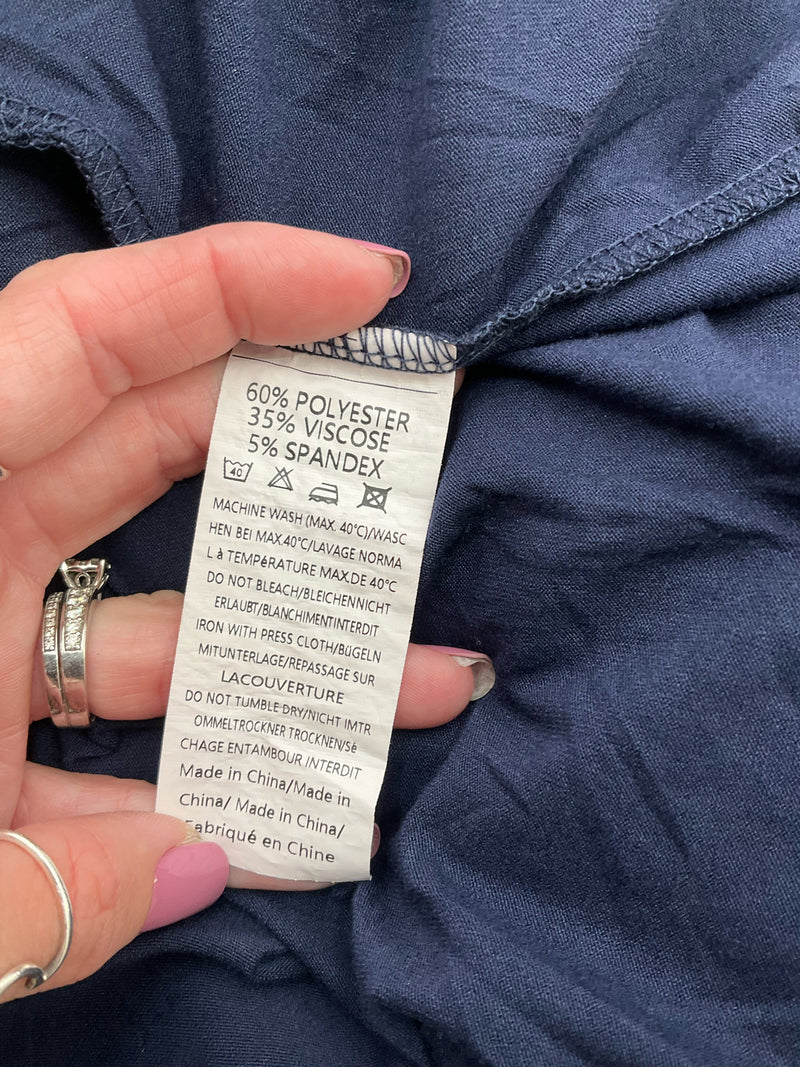 60% POLYESTER
35% VISCOSE
5% SPANDEX
40
MACHINE WASH (MAX. 40°C)/WASC
HEN BEI MAX.40°C/LAVAGE NORMA
L à TEMPéRATURE MAX.DE 40°C
DO NOT BLEACH/BLEICHENNICHT
ERLAUBT/BLANCHIMENTINTERDIT
IRON WITH PRESS CLOTH/BüGELN
MITUNTERLAGE/REPASSAGE SUR
LACOUVERTURE
DO NOT TUMBLE DRY/NICHT IMTR
OMMELTROCKNER TROCKNEN/Sé
CHAGE ENTAMBOUR INTERDIT
Made in China/Made in
China/ Made in China/
Fabriqué en Chine